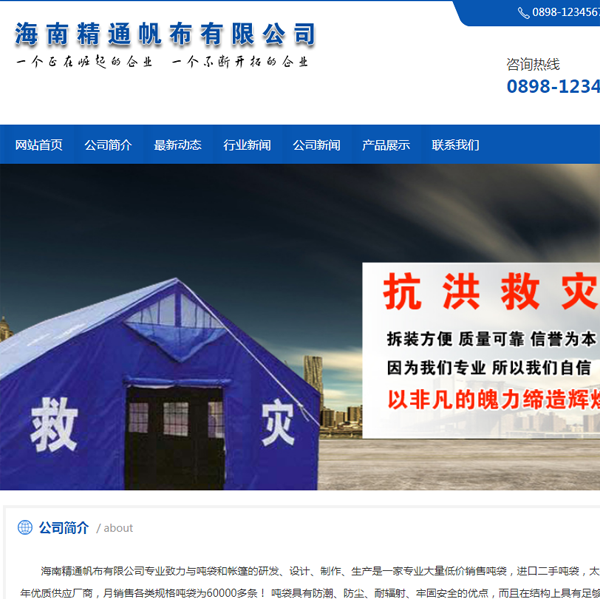 0898-1234567
海南精通帆布有限公司
一个正在崛起的企业 一个不断开拓的企业
咨询热线
0898-1234
网站首页 公司简介 最新动态 行业新闻 公司新闻 产品展示 联系我们
抗洪救灾
拆装方便 质量可靠 信誉为本
因为我们专业 所以我们自信
以非凡的魄力缔造辉煌
救 灾
公司简介 / about
海南精通帆布有限公司专业致力与吨袋和帐篷的研发、设计、制作、生产是一家专业大量低价销售吨袋，进口二手吨袋，太
年优质供应厂商，月销售各类规格吨袋为60000多条！ 吨袋具有防潮、防尘、耐辐射、牢固安全的优点，而且在结构上具有足够